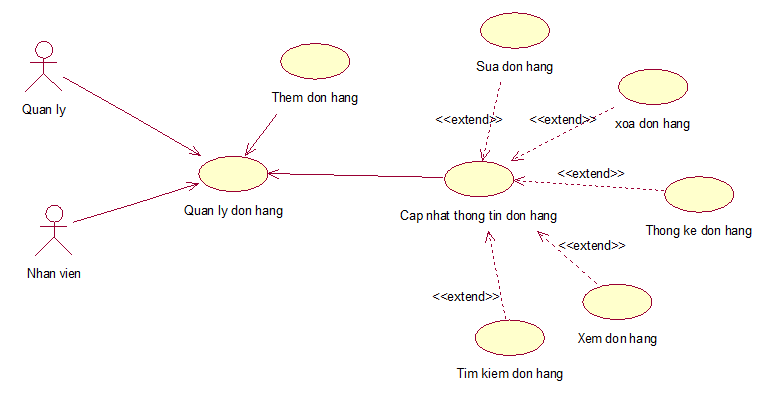 Sua don hang
Quan ly
Them don hang
<<extend>>
<<extend>>
xoa don hang
<<extend>>
Quan ly don hang
Cap nhat thong tin don hang
Thong ke don hang
Nhan vien
<<extend>>
<<extend>>
Xem don hang
Tim kiem don hang